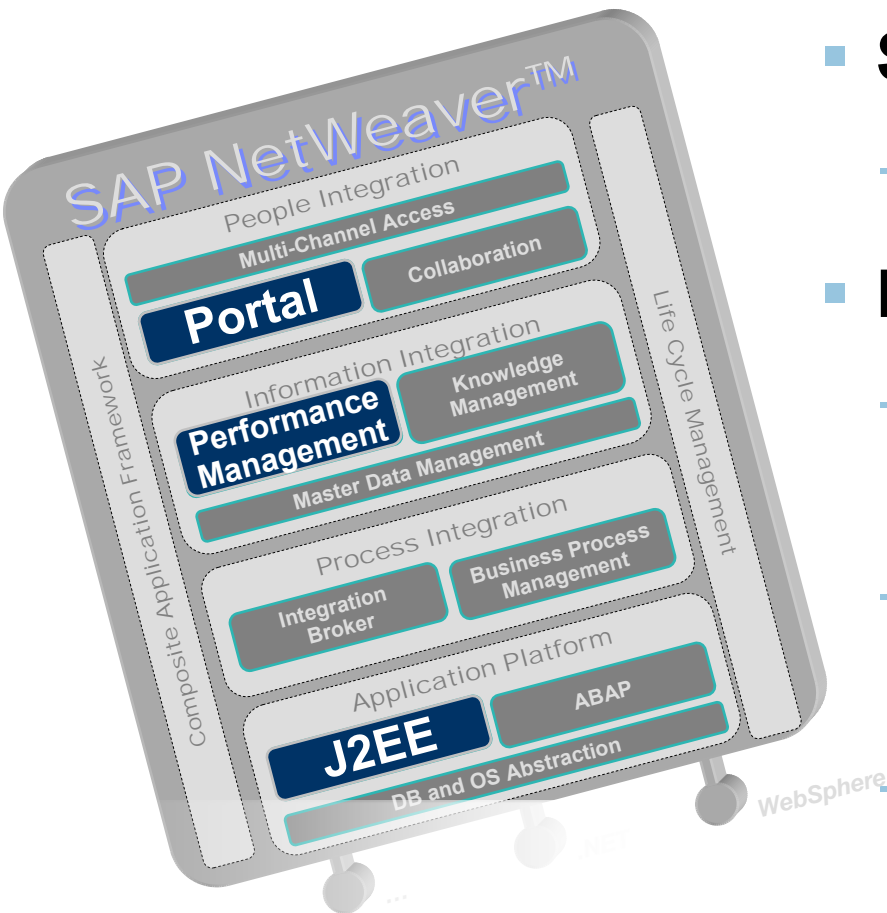 SAP NetWeaver™
People Integration
Multi-Channel Access
Portal
Collaboration
Information Integration
Performance
Management
Knowledge
Management
Master Data Management
Process Integration
Integration
Broker
Business Process
Management
Application Platform
J2EE
ABAP
DB and OS Abstraction
Composite Application Framework
Life Cycle Management
...
.NET
WebSphere